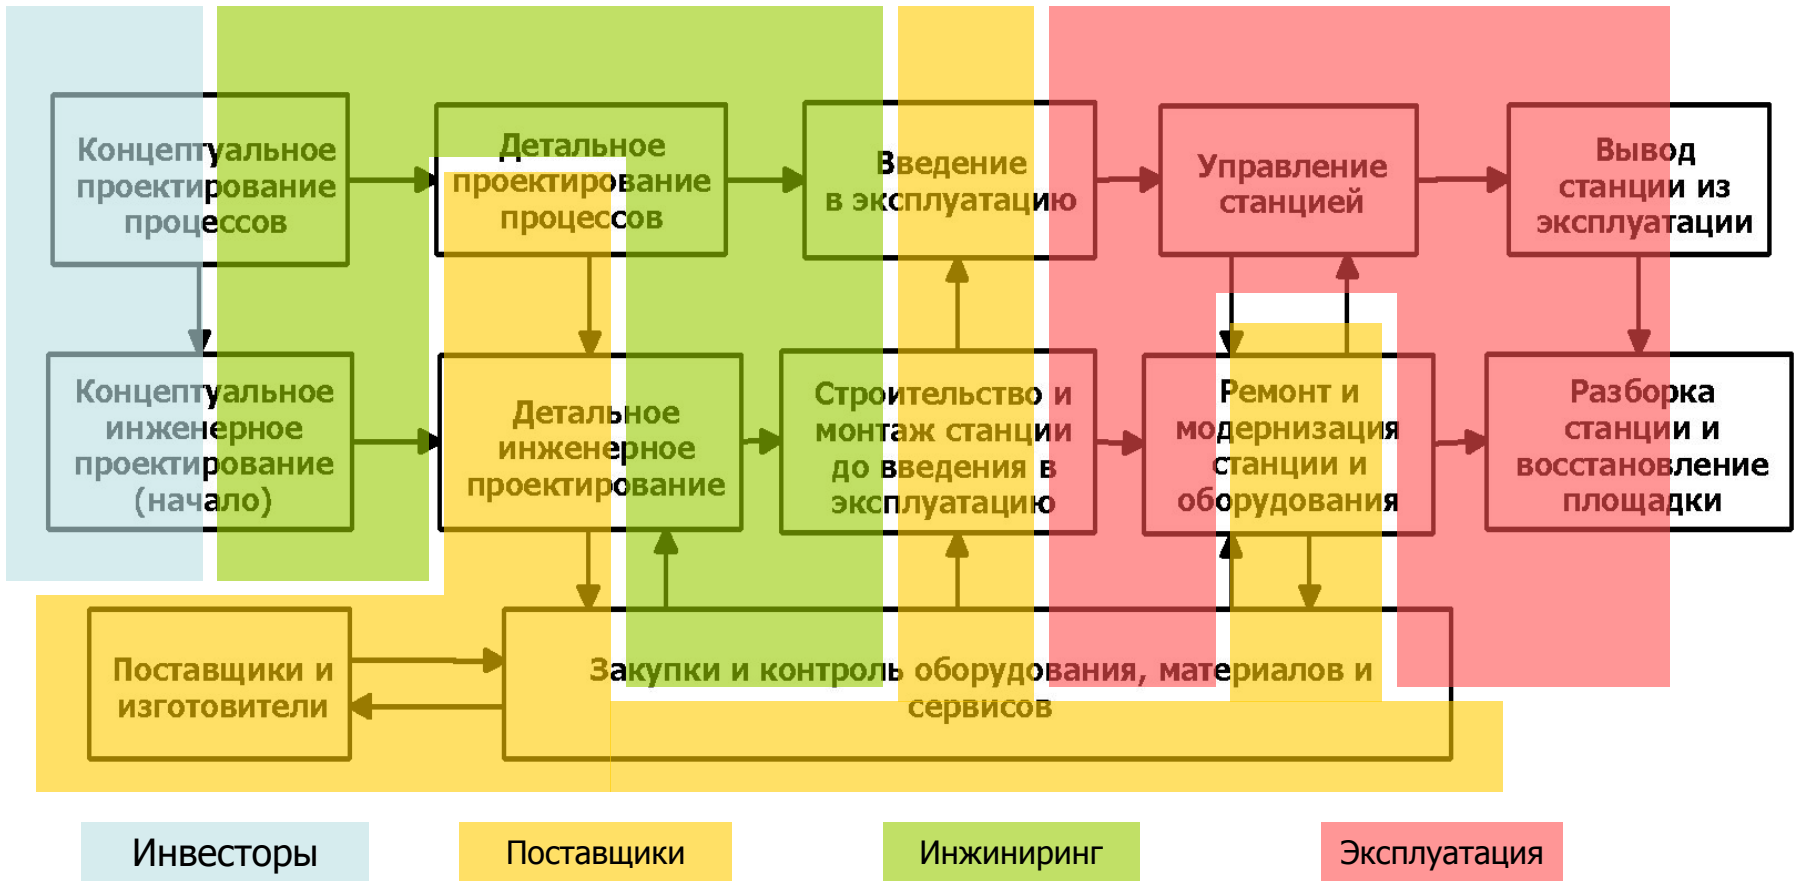 Концептуальное
проектирование
процессов
Детальное
проектирование
процессов
Введение
в эксплуатацию
Управление
станцией
Вывод
станции из
эксплуатации
Концептуальное
инженерное
проектирование
(начало)
Детальное
инженерное
проектирование
Строительство и
монтаж станции
до введения в
эксплуатацию
Ремонт и
модернизация
станции и
оборудования
Разборка
станции и
восстановление
площадки
Поставщики и
изготовители
Закупки и контроль оборудования, материалов и
сервисов
Инвесторы
Поставщики
Инжиниринг
Эксплуатация